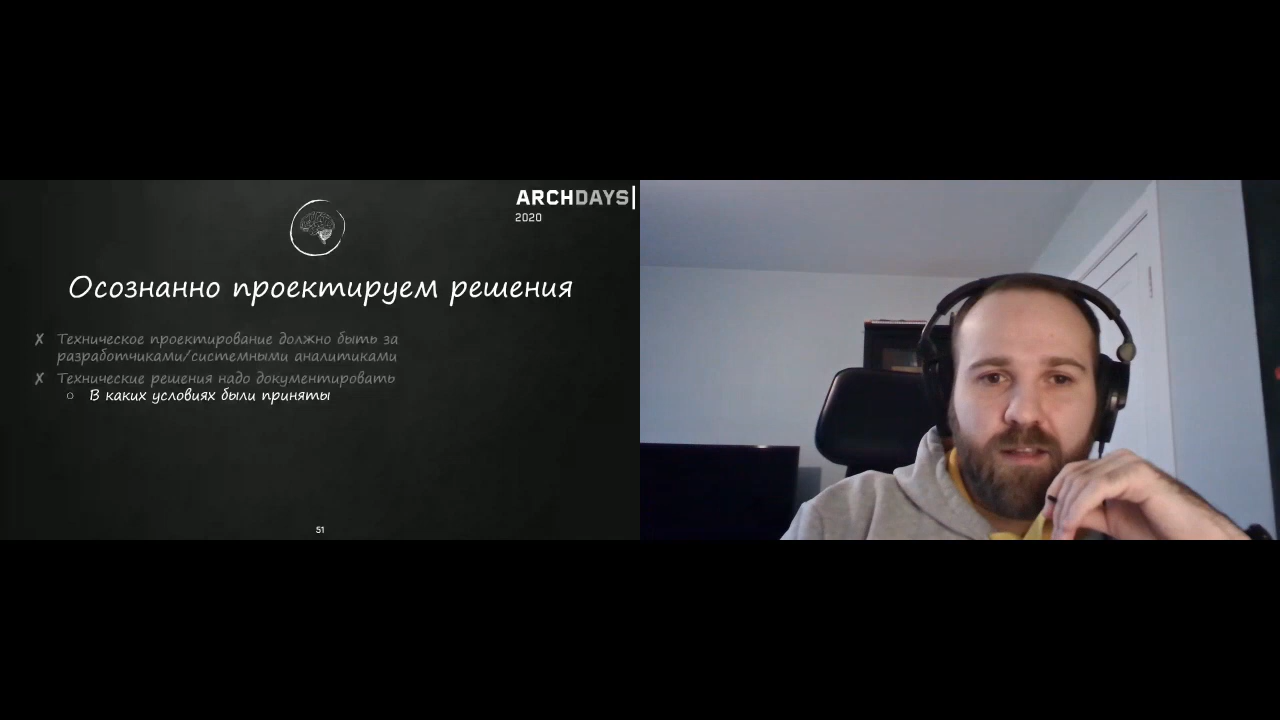 ARCHDAYS
2020
Осознанно проектируем решения
✗ Техническое проектирование должно быть за
разработчиками/системными аналитиками
✗ Технические решения надо документировать
○ В каких условиях были приняты
51